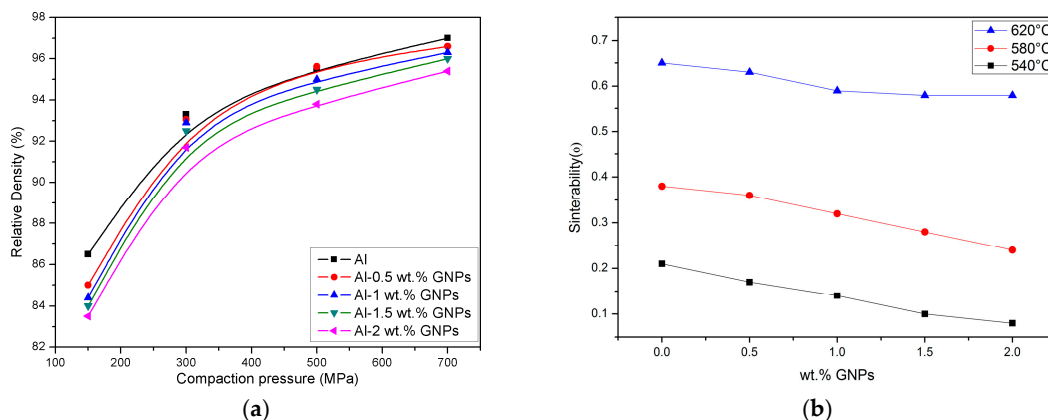 98
96
94
92
90
88
86
84
82
100 200 300 400 500 600 700
Relative Density (%)
Compaction pressure (MPa)
Al
Al-0.5 wt.% GNPs
Al-1 wt.% GNPs
Al-1.5 wt.% GNPs
Al-2 wt.% GNPs
(a)
0.7
0.6
0.5
0.4
0.3
0.2
0.1
0.0 0.5 1.0 1.5 2.0
Sinterability(ϕ)
wt.% GNPs
620°C
580°C
540°C
(b)